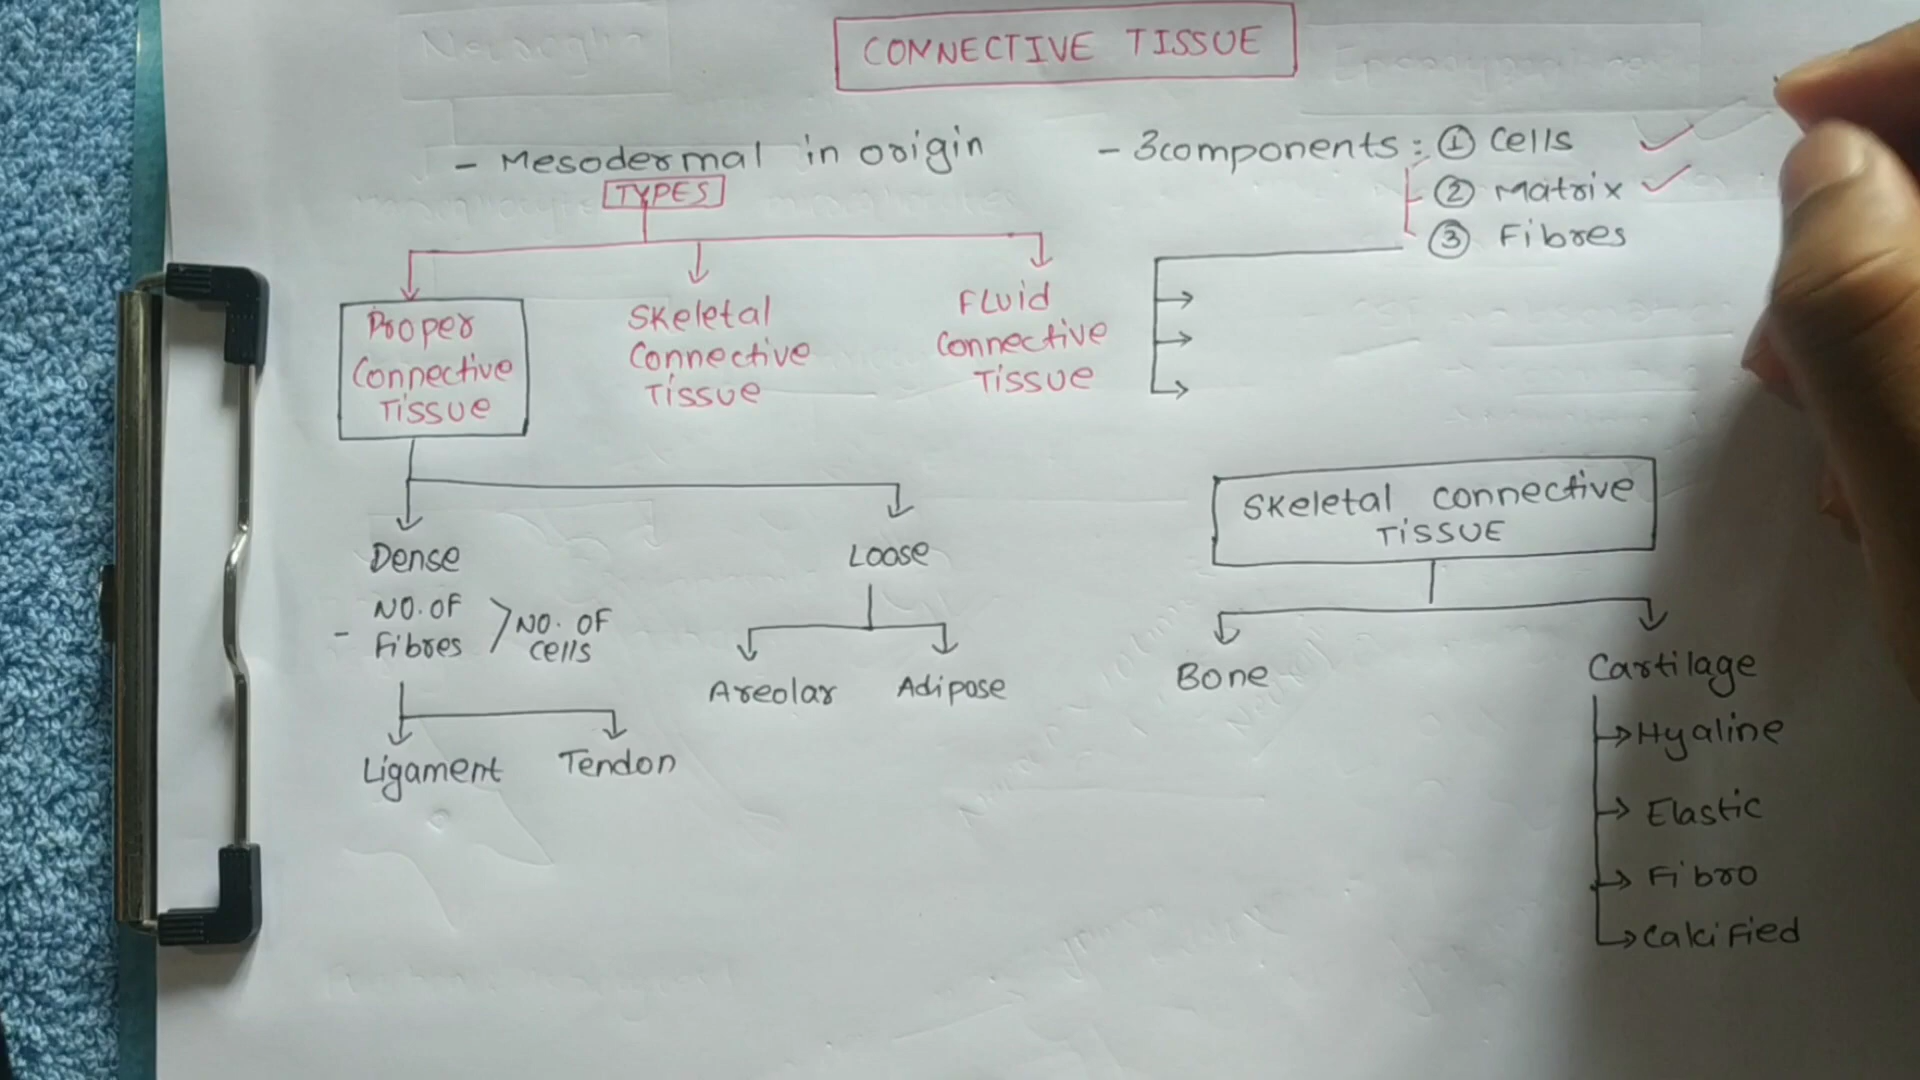 CONNECTIVE TISSUE
- Mesodermal in origin
- 3components : ① Cells
② Matrix
③ Fibres
TYPES
Proper
Connective
Tissue
Skeletal
Connective
Tissue
Fluid
Connective
Tissue
Dense
- NO. OF
Fibres > NO. OF
cells
Ligament
Tendon
Loose
Areolar
Adipose
Skeletal connective
Tissue
Bone
Cartilage
Hyaline
Elastic
Fibro
Calcified